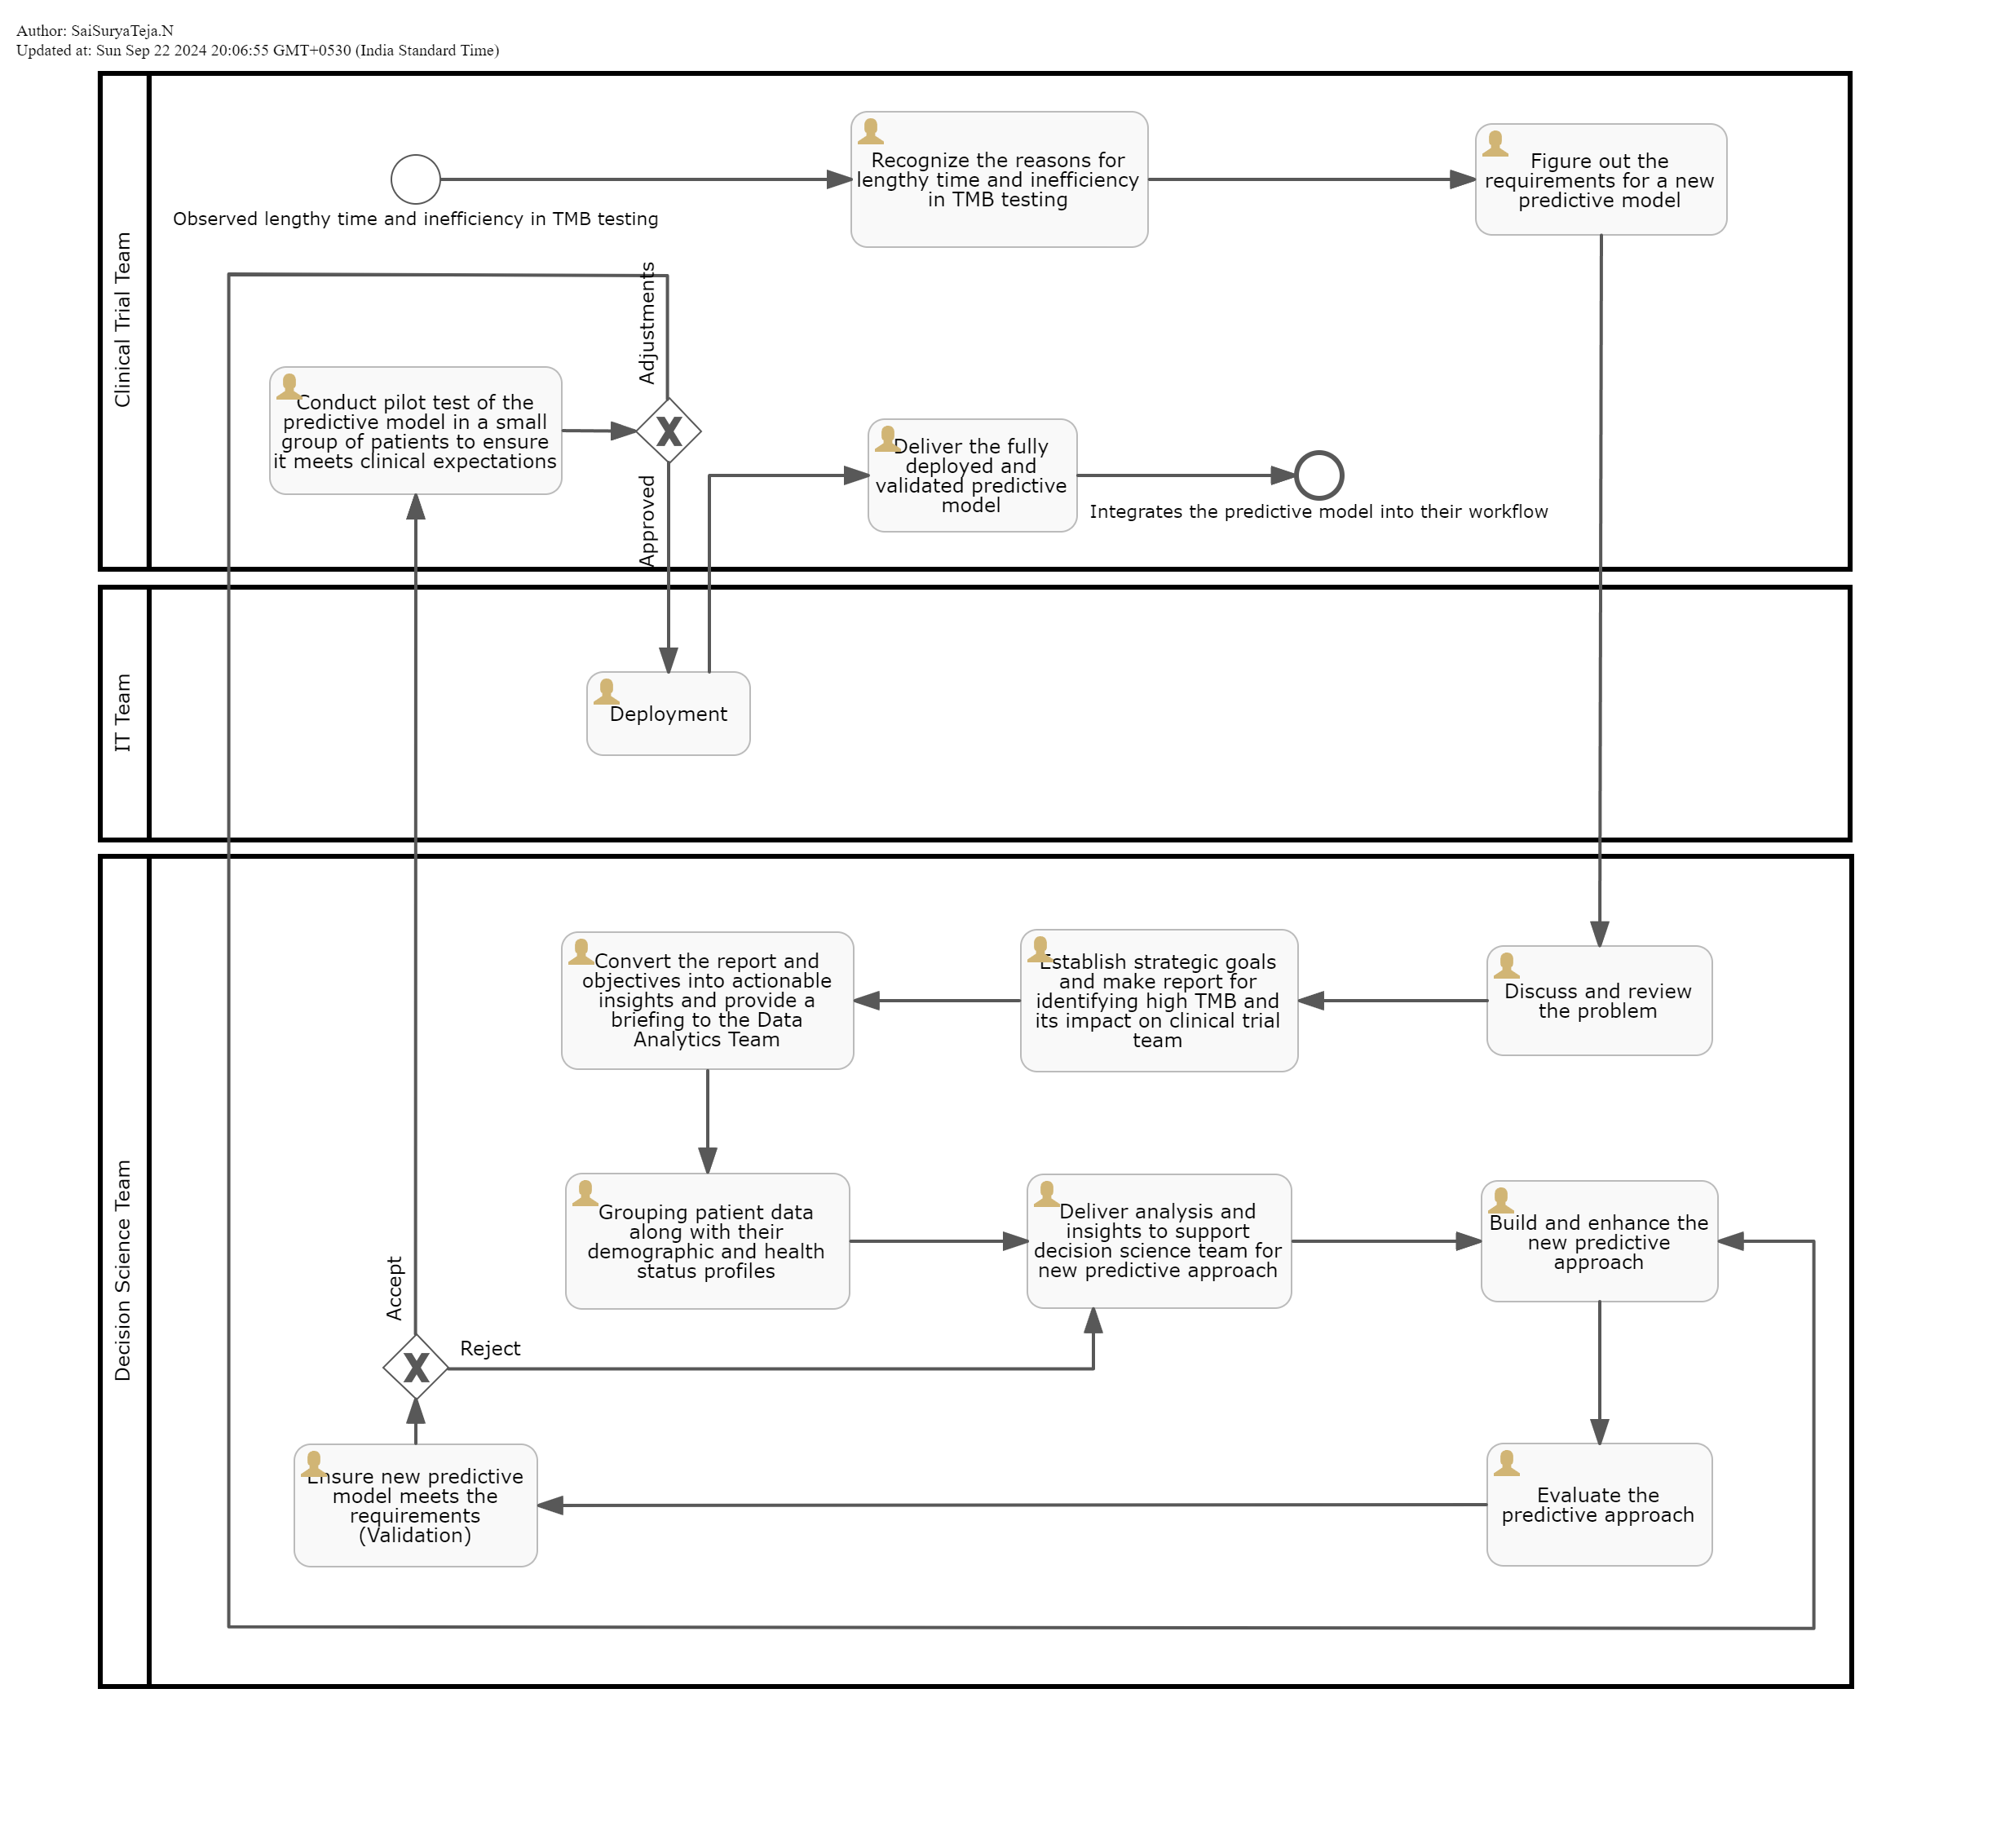 Author: SaiSuryaTeja.N
Updated at: Sun Sep 22 2024 20:06:55 GMT+0530 (India Standard Time)
Clinical Trial Team
Observed lengthy time and inefficiency in TMB testing
Recognize the reasons for
lengthy time and inefficiency
in TMB testing
Figure out the
requirements for a new
predictive model
Adjustments
Conduct pilot test of the
predictive model in a small
group of patients to ensure
it meets clinical expectations
X
Approved
Deliver the fully
deployed and
validated predictive
model
Integrates the predictive model into their workflow
IT Team
Deployment
Decision Science Team
Convert the report and
objectives into actionable
insights and provide a
briefing to the Data
Analytics Team
Establish strategic goals
and make report for
identifying high TMB and
its impact on clinical trial
team
Discuss and review
the problem
Grouping patient data
along with their
demographic and health
status profiles
Deliver analysis and
insights to support
decision science team for
new predictive approach
Build and enhance the
new predictive
approach
Accept
Reject
X
Ensure new predictive
model meets the
requirements
(Validation)
Evaluate the
predictive approach